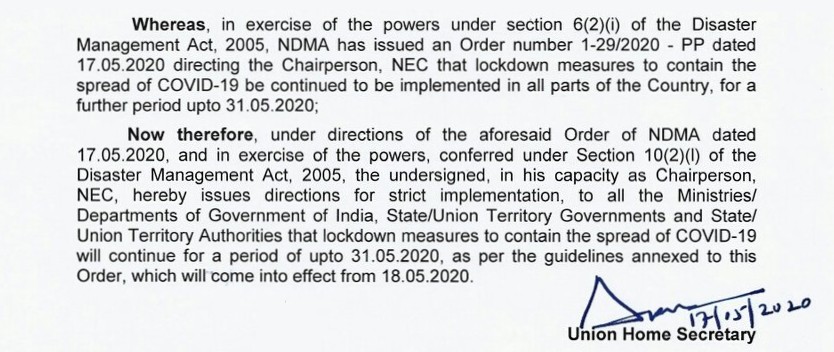 Whereas, in exercise of the powers under section 6(2)(i) of the Disaster
Management Act, 2005, NDMA has issued an Order number 1-29/2020 - PP dated
17.05.2020 directing the Chairperson, NEC that lockdown measures to contain the
spread of COVID-19 be continued to be implemented in all parts of the Country, for a
further period upto 31.05.2020;
Now therefore, under directions of the aforesaid Order of NDMA dated
17.05.2020, and in exercise of the powers, conferred under Section 10(2)(l) of the
Disaster Management Act, 2005, the undersigned, in his capacity as Chairperson,
NEC, hereby issues directions for strict implementation, to all the Ministries/
Departments of Government of India, State/Union Territory Governments and State/
Union Territory Authorities that lockdown measures to contain the spread of COVID-19
will continue for a period of upto 31.05.2020, as per the guidelines annexed to this
Order, which will come into effect from 18.05.2020.
17/05/2020
Union Home Secretary